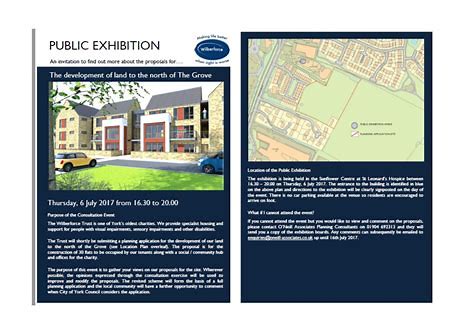 PUBLIC EXHIBITION
An invitation to find out more about the proposals for....
Making life better
Wilberforce
when sight is worse
The development of land to the north of The Grove
Thursday, 6 July 2017 from 16.30 to 20.00
Purpose of the Consultation Event
The Wilberforce Trust is one of York's oldest charities. We provide specialist housing and
support for people with visual impairments, sensory impairments and other disabilities.
The Trust will shortly be submitting a planning application for the development of land
to the north of the Grove (see Location Plan overleaf). The proposal is for the
construction of 30 flats to be occupied by our tenants along with a social / community hub
and offices for the charity.
The purpose of this event is to gather your views on our proposals for the site. Wherever
possible, the opinions expressed through the consultation exercise will be used to
improve and modify the proposals. The revised scheme will form the basis of a full
planning application and the local community will have a further opportunity to comment
when City of York Council considers the application.
PUBLIC EXHIBITION VENUE
PLANNING APPLICATION SITE
Location of the Public Exhibition
The exhibition is being held in the Sunflower Centre at St Leonard's Hospice between
16.30 – 20.00 on Thursday, 6 July 2017. The entrance to the building is identified in blue
on the above plan and directions to the exhibition will be clearly signposted on the day of
the event. There is no car parking available at the venue so residents are encouraged to
arrive on foot.
What if I cannot attend the event?
If you cannot attend the event but you would like to view and comment on the proposals,
please contact O'Neill Associates Planning Consultants on 01904 692313 and they will
send you a copy of the exhibition boards. Any comments can subsequently be emailed to
enquiries@oneill-associates.co.uk up until 16th July 2017.